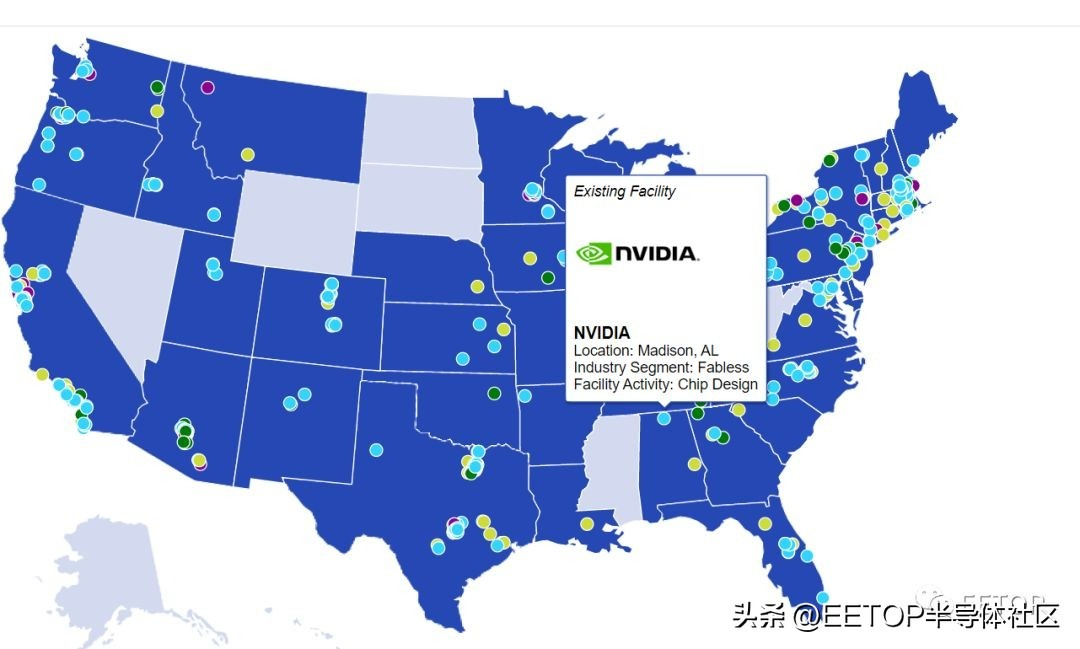 Existing Facility
NVIDIA.
NVIDIA
Location: Madison, AL
Industry Segment: Fabless
Facility Activity: Chip Design
EETOP
头条 @EETOP半导体社区